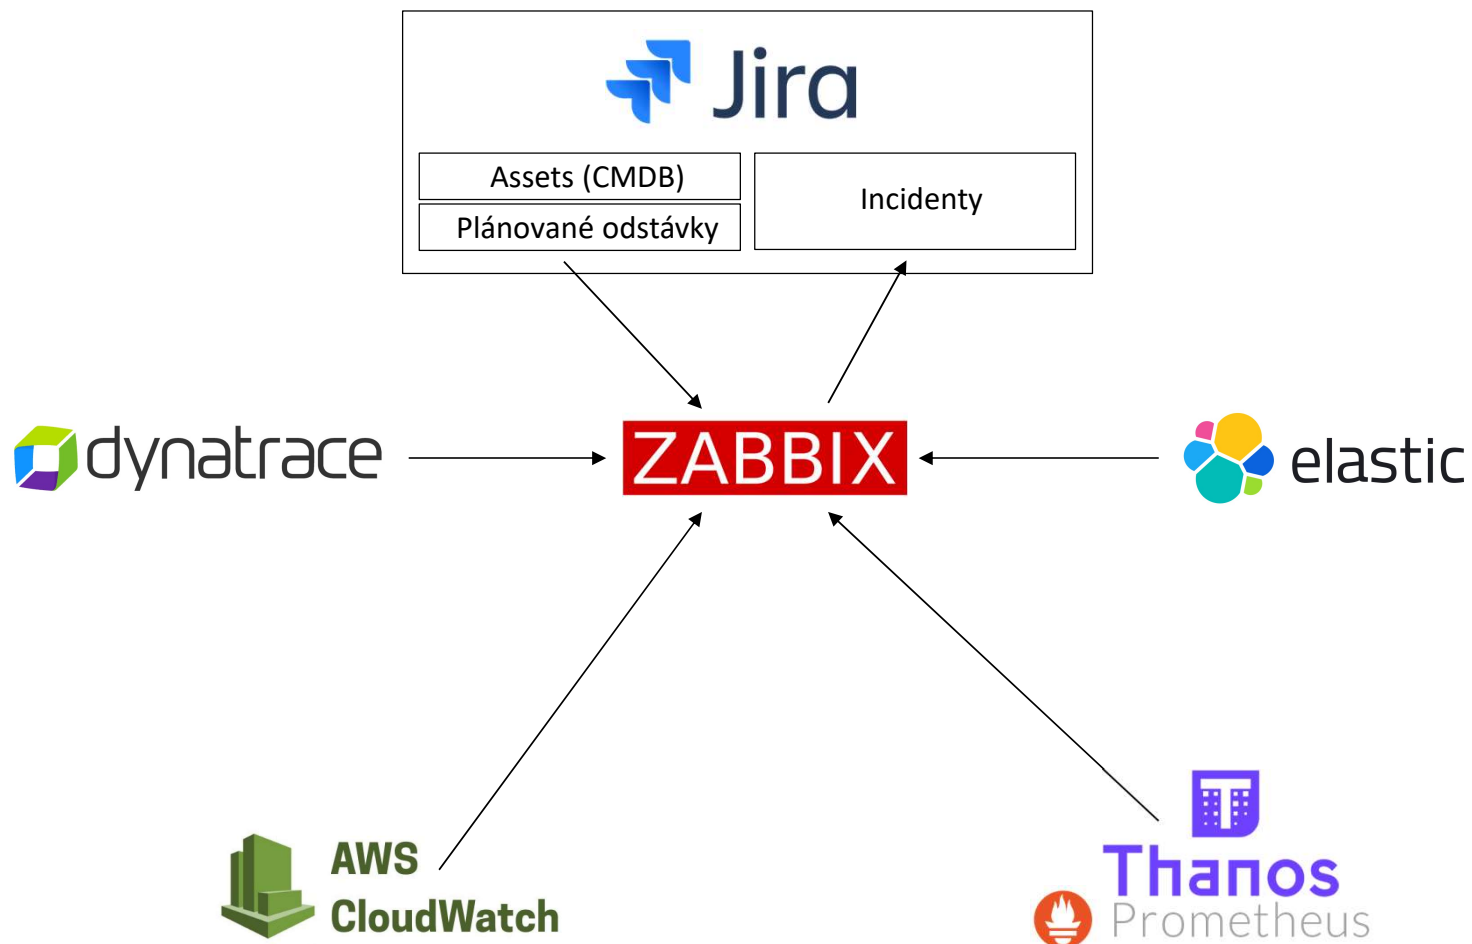 Jira
Assets (CMDB)
Plánované odstávky
Incidenty
dynatrace
ZABBIX
elastic
AWS
CloudWatch
T
Thanos
Prometheus